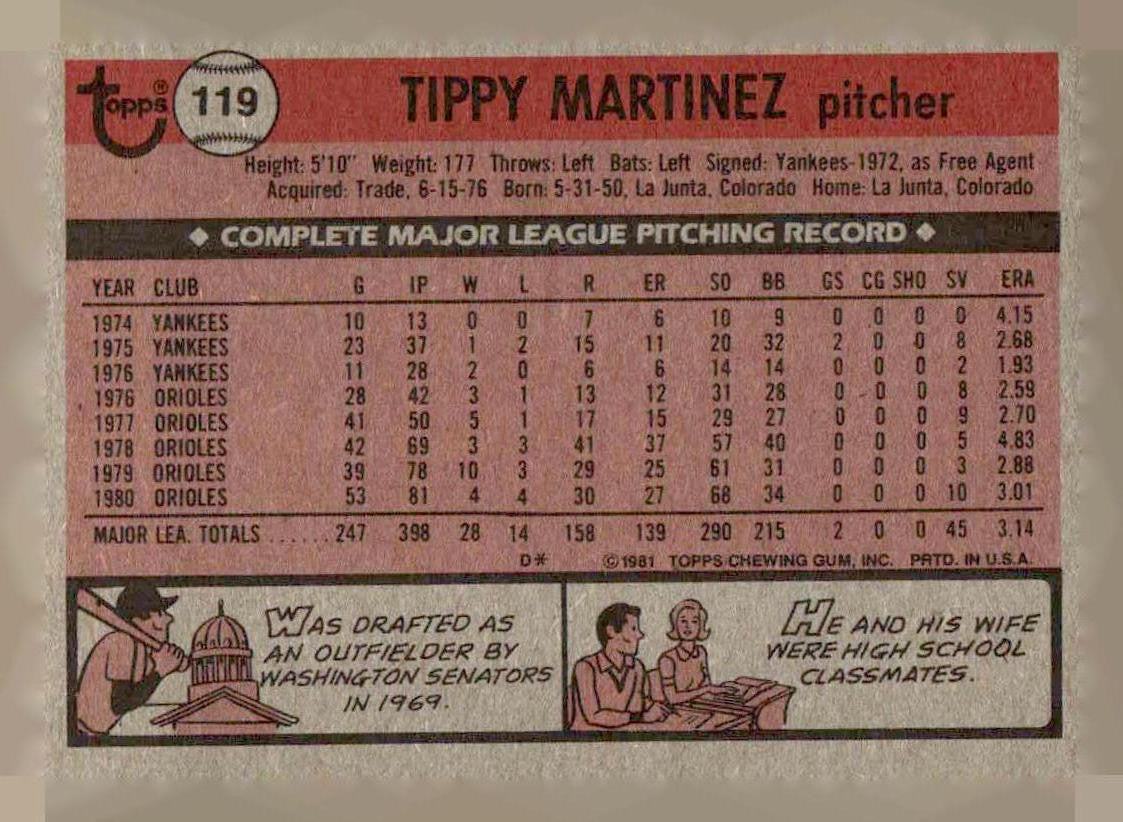 topps® 119 TIPPY MARTINEZ pitcher
Height: 5'10" Weight: 177 Throws: Left Bats: Left Signed: Yankees-1972, as Free Agent
Acquired: Trade, 6-15-76 Born: 5-31-50, La Junta, Colorado Home: La Junta, Colorado
◆ COMPLETE MAJOR LEAGUE PITCHING RECORD ◆
YEAR CLUB G IP W L R ER SO BB GS CG SHO SV ERA
1974 YANKEES 10 13 0 0 7 6 10 9 0 0 0 0 4.15
1975 YANKEES 23 37 1 2 15 11 20 32 2 0 0 8 2.68
1976 YANKEES 11 28 2 0 6 6 14 14 0 0 0 2 1.93
1976 ORIOLES 28 42 3 1 13 12 31 28 0 0 0 8 2.59
1977 ORIOLES 41 50 5 1 17 15 29 27 0 0 0 9 2.70
1978 ORIOLES 42 69 3 3 41 37 57 40 0 0 0 5 4.83
1979 ORIOLES 39 78 10 3 29 25 61 31 0 0 0 3 2.88
1980 ORIOLES 53 81 4 4 30 27 68 34 0 0 0 10 3.01
MAJOR LEA. TOTALS ...... 247 398 28 14 158 139 290 215 2 0 0 45 3.14
D* ©1981 TOPPS CHEWING GUM, INC. PRTD. IN U.S.A.
WAS DRAFTED AS
AN OUTFIELDER BY
WASHINGTON SENATORS
IN 1969.
HE AND HIS WIFE
WERE HIGH SCHOOL
CLASSMATES.